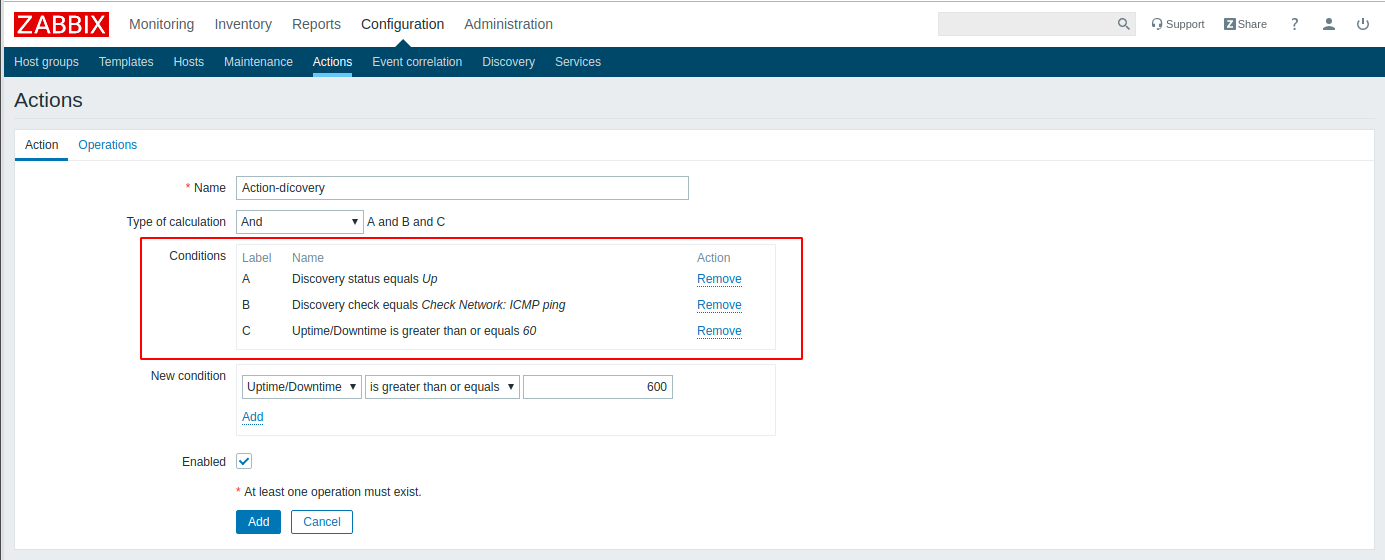 ZABBIX Monitoring Inventory Reports Configuration Administration Support Z Share ?
Host groups Templates Hosts Maintenance Actions Event correlation Discovery Services
Actions
Action Operations
* Name Action-dícovery
Type of calculation And A and B and C
Conditions Label Name Action
A Discovery status equals Up Remove
B Discovery check equals Check Network: ICMP ping Remove
C Uptime/Downtime is greater than or equals 60 Remove
New condition
Uptime/Downtime is greater than or equals 600
Add
Enabled
* At least one operation must exist.
Add Cancel